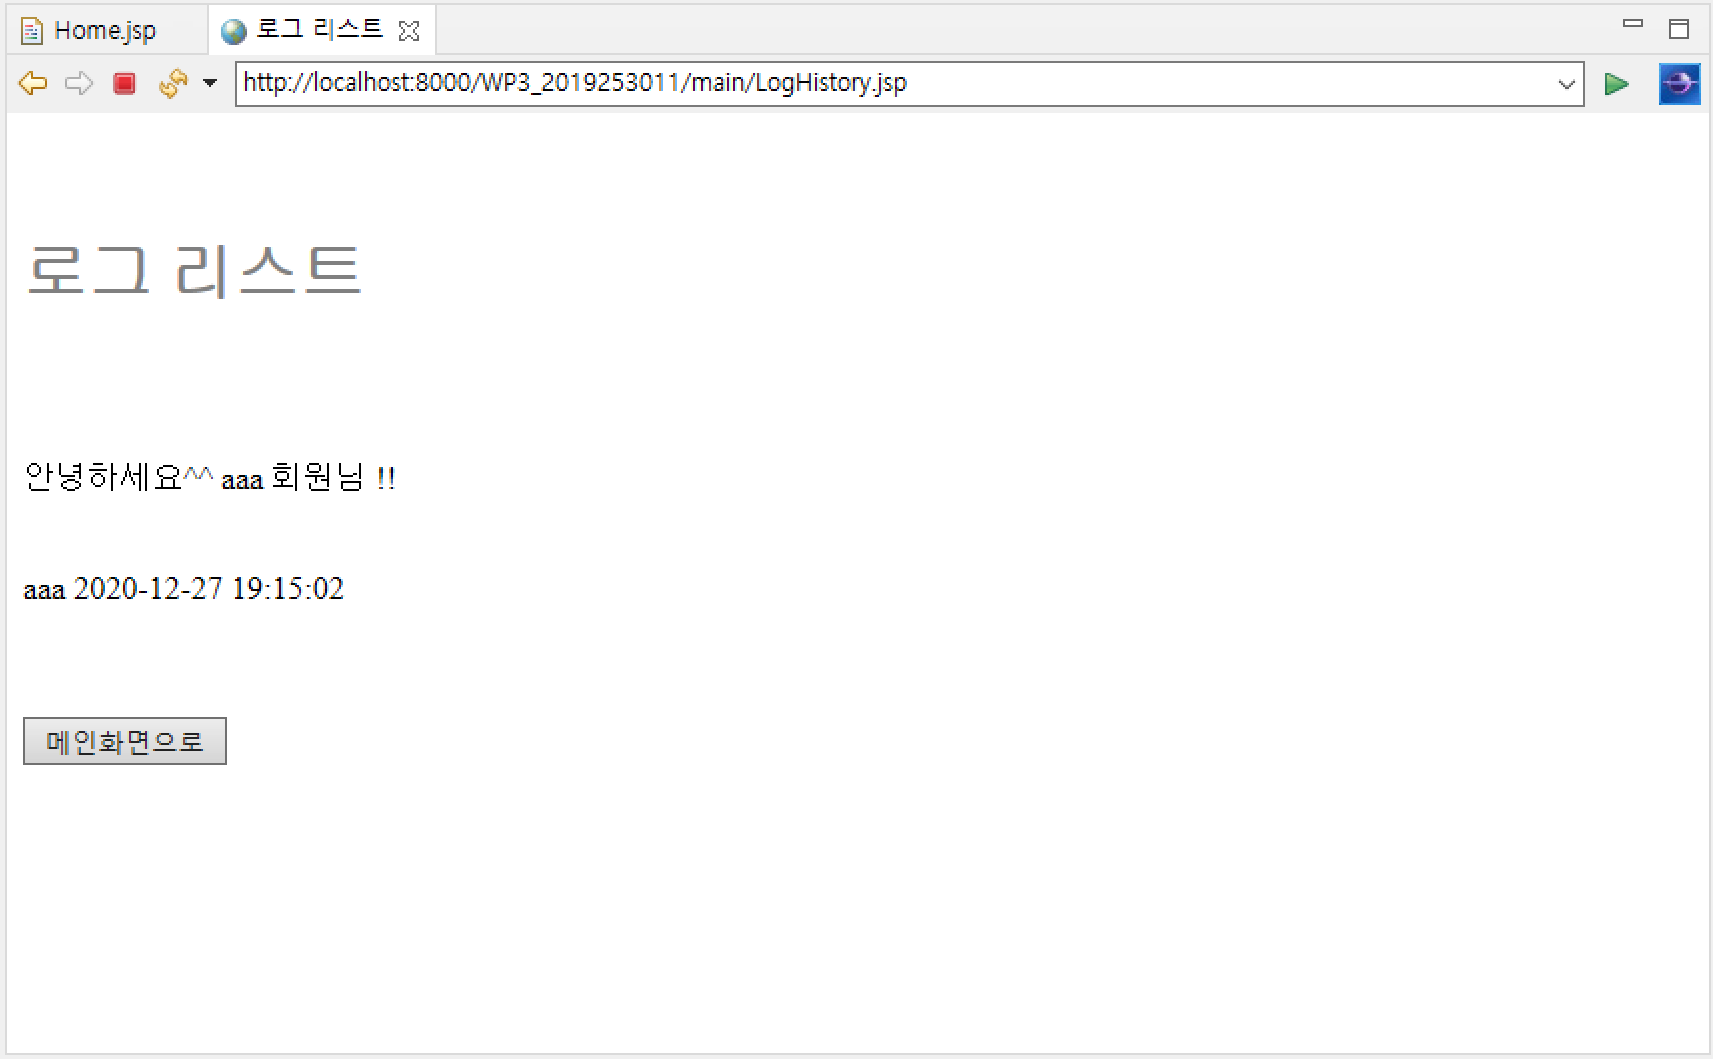 Home.jsp
로그 리스트
http://localhost:8000/WP3_2019253011/main/LogHistory.jsp
로그 리스트
안녕하세요^^ aaa 회원님 !!
aaa 2020-12-27 19:15:02
메인화면으로